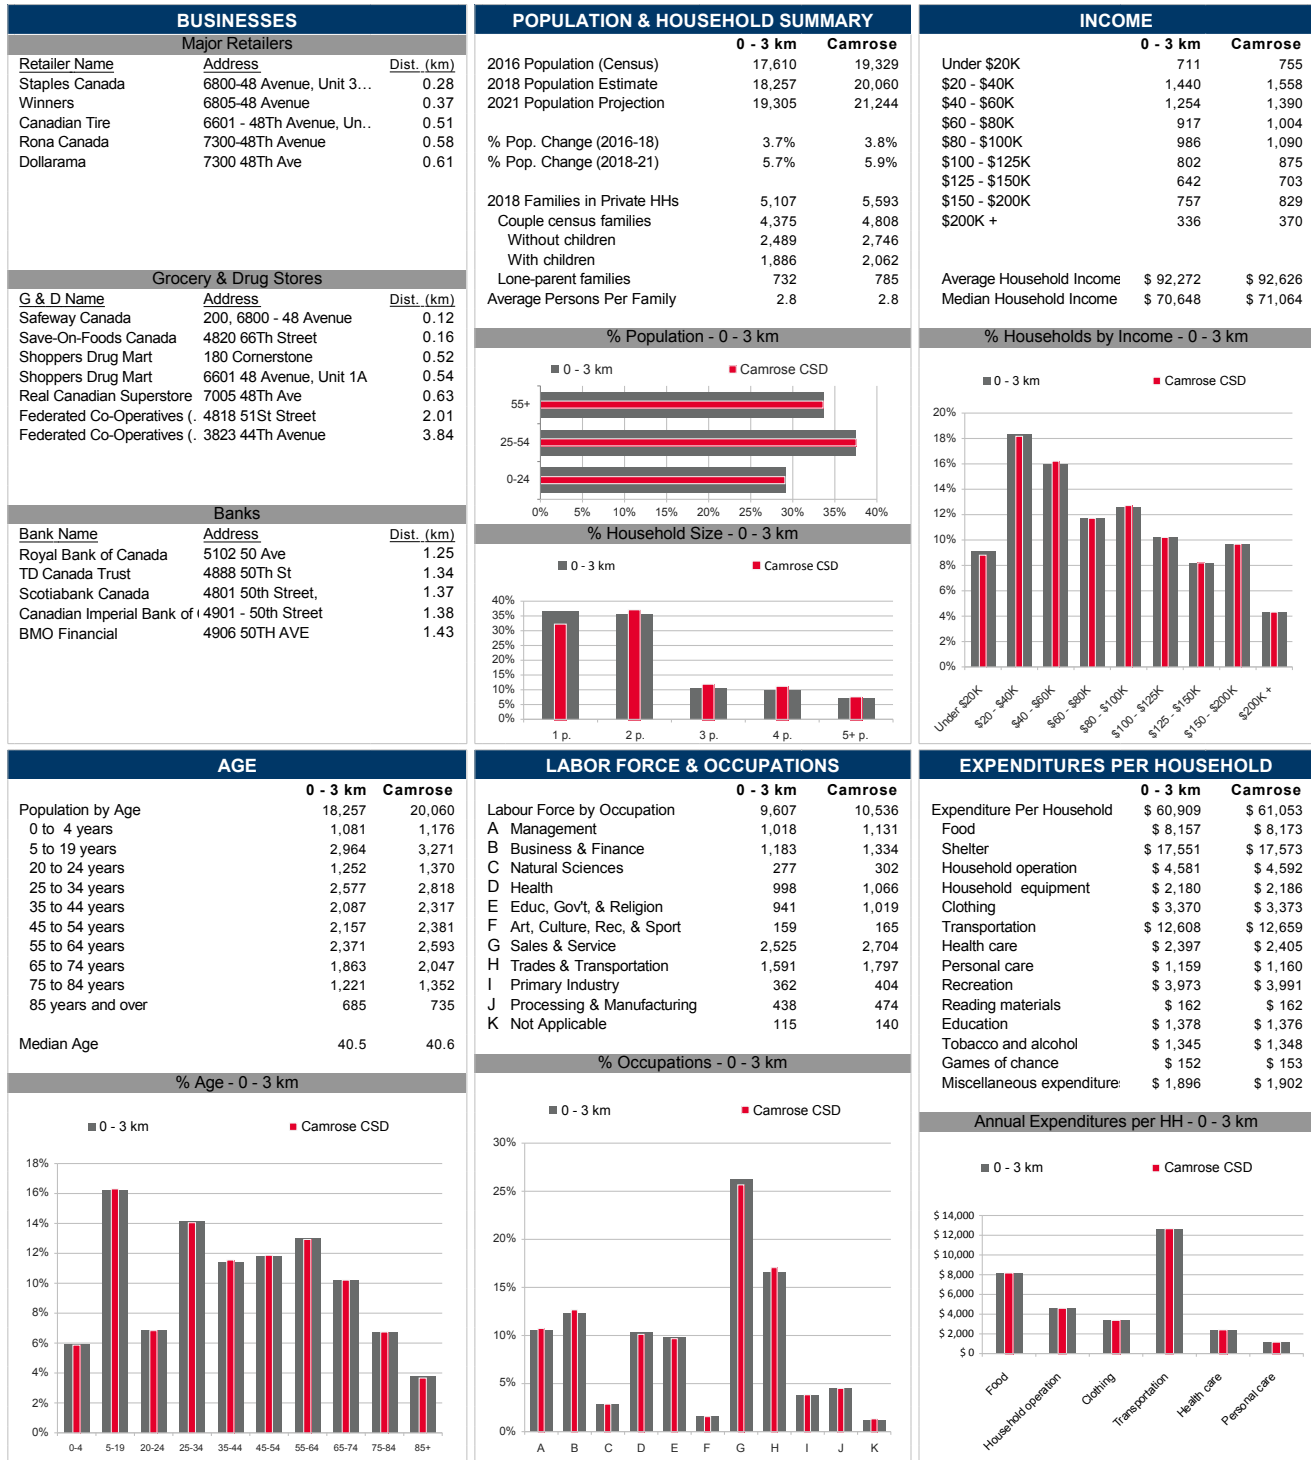 BUSINESSES
Major Retailers
Retailer Name Address Dist. (km)
Staples Canada 6800-48 Avenue, Unit 3... 0.28
Winners 6805-48 Avenue 0.37
Canadian Tire 6601 - 48Th Avenue, Un.. 0.51
Rona Canada 7300-48Th Avenue 0.58
Dollarama 7300 48Th Ave 0.61
Grocery & Drug Stores
G & D Name Address Dist. (km)
Safeway Canada 200, 6800 - 48 Avenue 0.12
Save-On-Foods Canada 4820 66Th Street 0.16
Shoppers Drug Mart 180 Cornerstone 0.52
Shoppers Drug Mart 6601 48 Avenue, Unit 1A 0.54
Real Canadian Superstore 7005 48Th Ave 0.63
Federated Co-Operatives (. 4818 51St Street 2.01
Federated Co-Operatives (. 3823 44Th Avenue 3.84
Banks
Bank Name Address Dist. (km)
Royal Bank of Canada 5102 50 Ave 1.25
TD Canada Trust 4888 50Th St 1.34
Scotiabank Canada 4801 50th Street, 1.37
Canadian Imperial Bank of 4901 - 50th Street 1.38
BMO Financial 4906 50TH AVE 1.43
POPULATION & HOUSEHOLD SUMMARY
0 - 3 km Camrose
2016 Population (Census) 17,610 19,329
2018 Population Estimate 18,257 20,060
2021 Population Projection 19,305 21,244
% Pop. Change (2016-18) 3.7% 3.8%
% Pop. Change (2018-21) 5.7% 5.9%
2018 Families in Private HHs 5,107 5,593
Couple census families 4,375 4,808
Without children 2,489 2,746
With children 1,886 2,062
Lone-parent families 732 785
Average Persons Per Family 2.8 2.8
% Population - 0 - 3 km
0 - 3 km Camrose CSD
55+
25-54
0-24
0% 5% 10% 15% 20% 25% 30% 35% 40%
% Household Size - 0 - 3 km
0 - 3 km Camrose CSD
40%
35%
30%
25%
20%
15%
10%
5%
0%
1 p. 2 p. 3 p. 4 p. 5+ p.
INCOME
0 - 3 km Camrose
Under $20K 711 755
$20 - $40K 1,440 1,558
$40 - $60K 1,254 1,390
$60 - $80K 917 1,004
$80 - $100K 986 1,090
$100 - $125K 802 875
$125 - $150K 642 703
$150 - $200K 757 829
$200K + 336 370
Average Household Income $ 92,272 $ 92,626
Median Household Income $ 70,648 $ 71,064
% Households by Income - 0 - 3 km
0 - 3 km Camrose CSD
20%
18%
16%
14%
12%
10%
8%
6%
4%
2%
0%
Under $20K $20 - $40K $40 - $60K $60 - $80K $80 - $100K $100 - $125K $125 - $150K $150 - $200K $200K +
AGE
0 - 3 km Camrose
Population by Age 18,257 20,060
0 to 4 years 1,081 1,176
5 to 19 years 2,964 3,271
20 to 24 years 1,252 1,370
25 to 34 years 2,577 2,818
35 to 44 years 2,087 2,317
45 to 54 years 2,157 2,381
55 to 64 years 2,371 2,593
65 to 74 years 1,863 2,047
75 to 84 years 1,221 1,352
85 years and over 685 735
Median Age 40.5 40.6
% Age - 0 - 3 km
0 - 3 km Camrose CSD
18%
16%
14%
12%
10%
8%
6%
4%
2%
0%
0-4 5-19 20-24 25-34 35-44 45-54 55-64 65-74 75-84 85+
LABOR FORCE & OCCUPATIONS
0 - 3 km Camrose
Labour Force by Occupation 9,607 10,536
A Management 1,018 1,131
B Business & Finance 1,183 1,334
C Natural Sciences 277 302
D Health 998 1,066
E Educ, Gov't, & Religion 941 1,019
F Art, Culture, Rec, & Sport 159 165
G Sales & Service 2,525 2,704
H Trades & Transportation 1,591 1,797
I Primary Industry 362 404
J Processing & Manufacturing 438 474
K Not Applicable 115 140
% Occupations - 0 - 3 km
0 - 3 km Camrose CSD
30%
25%
20%
15%
10%
5%
0%
A B C D E F G H I J K
EXPENDITURES PER HOUSEHOLD
0 - 3 km Camrose
Expenditure Per Household $ 60,909 $ 61,053
Food $ 8,157 $ 8,173
Shelter $ 17,551 $ 17,573
Household operation $ 4,581 $ 4,592
Household equipment $ 2,180 $ 2,186
Clothing $ 3,370 $ 3,373
Transportation $ 12,608 $ 12,659
Health care $ 2,397 $ 2,405
Personal care $ 1,159 $ 1,160
Recreation $ 3,973 $ 3,991
Reading materials $ 162 $ 162
Education $ 1,378 $ 1,376
Tobacco and alcohol $ 1,345 $ 1,348
Games of chance $ 152 $ 153
Miscellaneous expenditure $ 1,896 $ 1,902
Annual Expenditures per HH - 0 - 3 km
0 - 3 km Camrose CSD
$ 14,000
$ 12,000
$ 10,000
$ 8,000
$ 6,000
$ 4,000
$ 2,000
$ 0
Food Household operation Clothing Transportation Health care Personal care